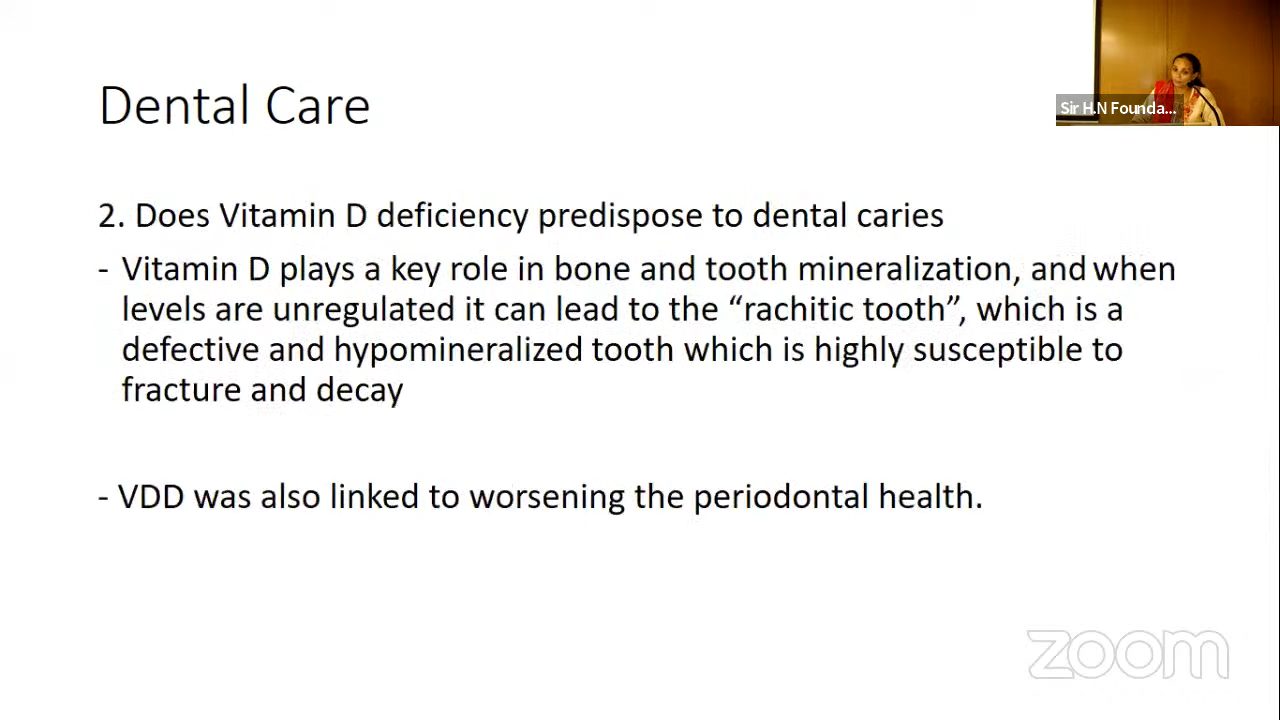 Dental Care
Sir H.N Founda...
2. Does Vitamin D deficiency predispose to dental caries
- Vitamin D plays a key role in bone and tooth mineralization, and when
levels are unregulated it can lead to the “rachitic tooth”, which is a
defective and hypomineralized tooth which is highly susceptible to
fracture and decay
- VDD was also linked to worsening the periodontal health.
zoom